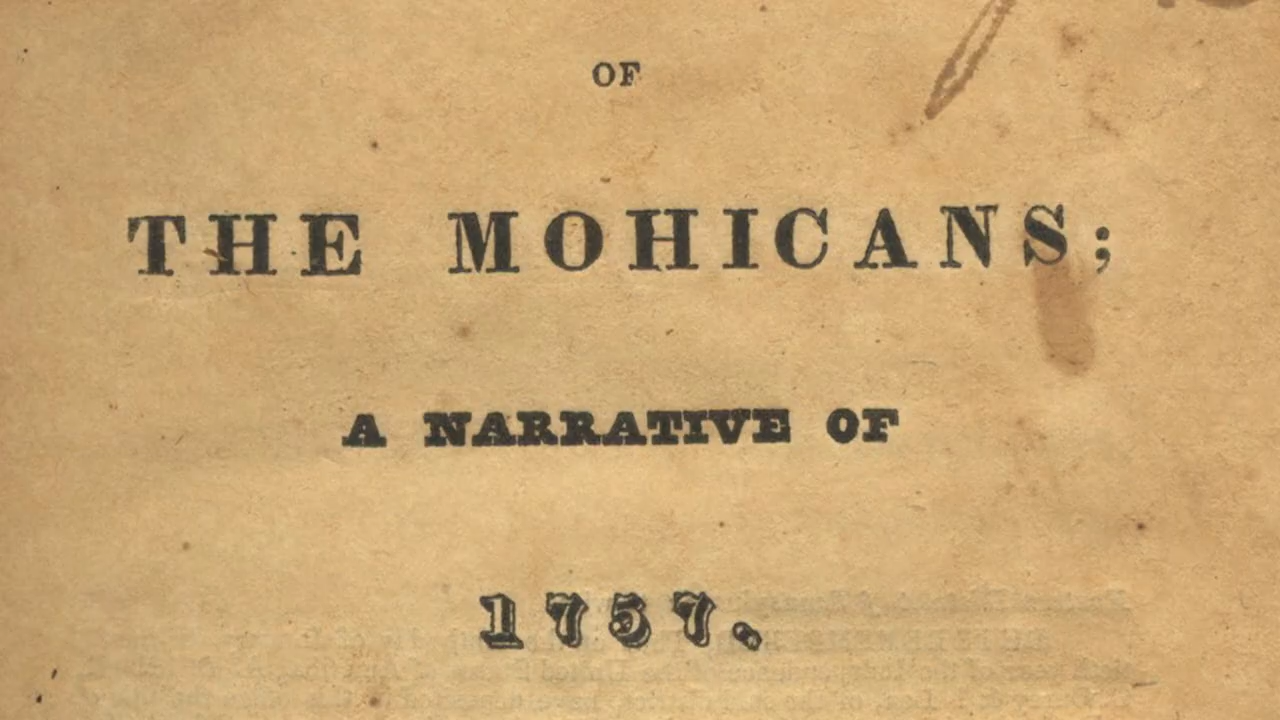 OF
THE MOHICANS;
A NARRATIVE OF
1757.